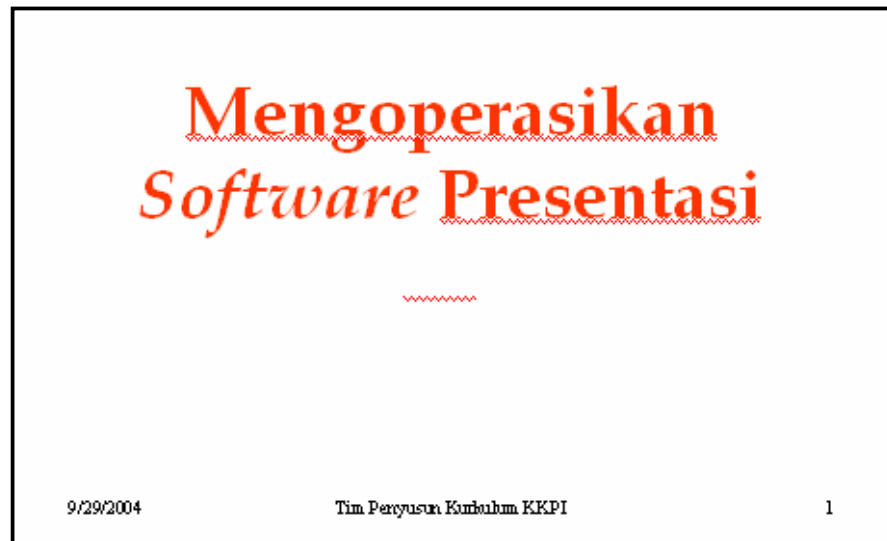 Mengoperasikan
Software Presentasi
9/29/2004 Tim Penyusun Kurikulum KKPI 1